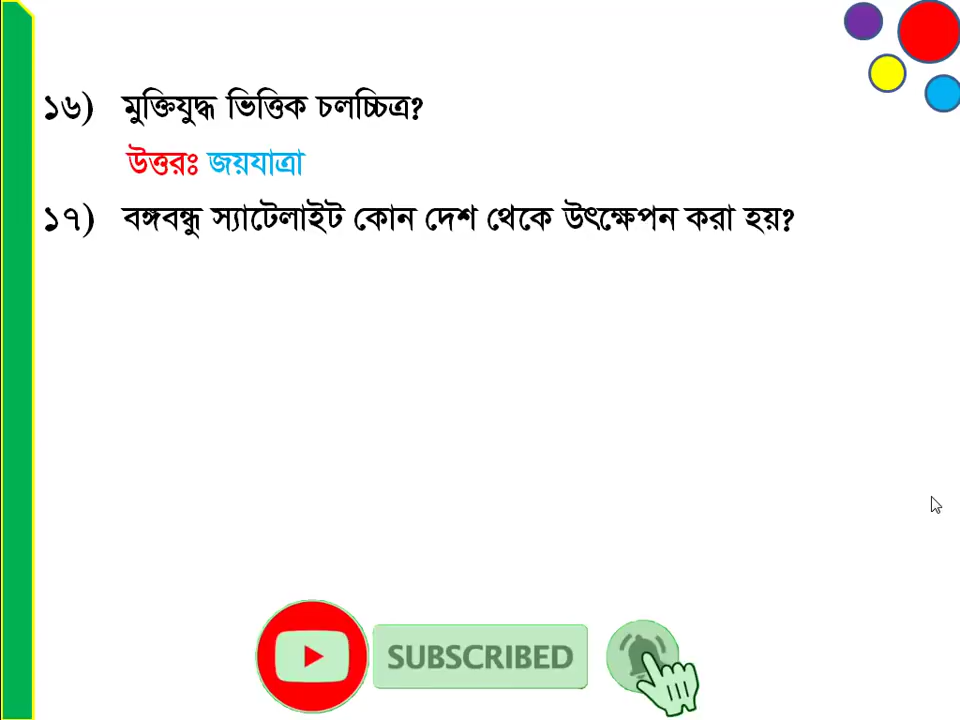 ১৬) মুক্তিযুদ্ধ ভিত্তিক চলচ্চিত্র?
উত্তরঃ জয়যাত্রা
১৭) বঙ্গবন্ধু স্যাটেলাইট কোন দেশ থেকে উৎক্ষেপন করা হয়?
SUBSCRIBED